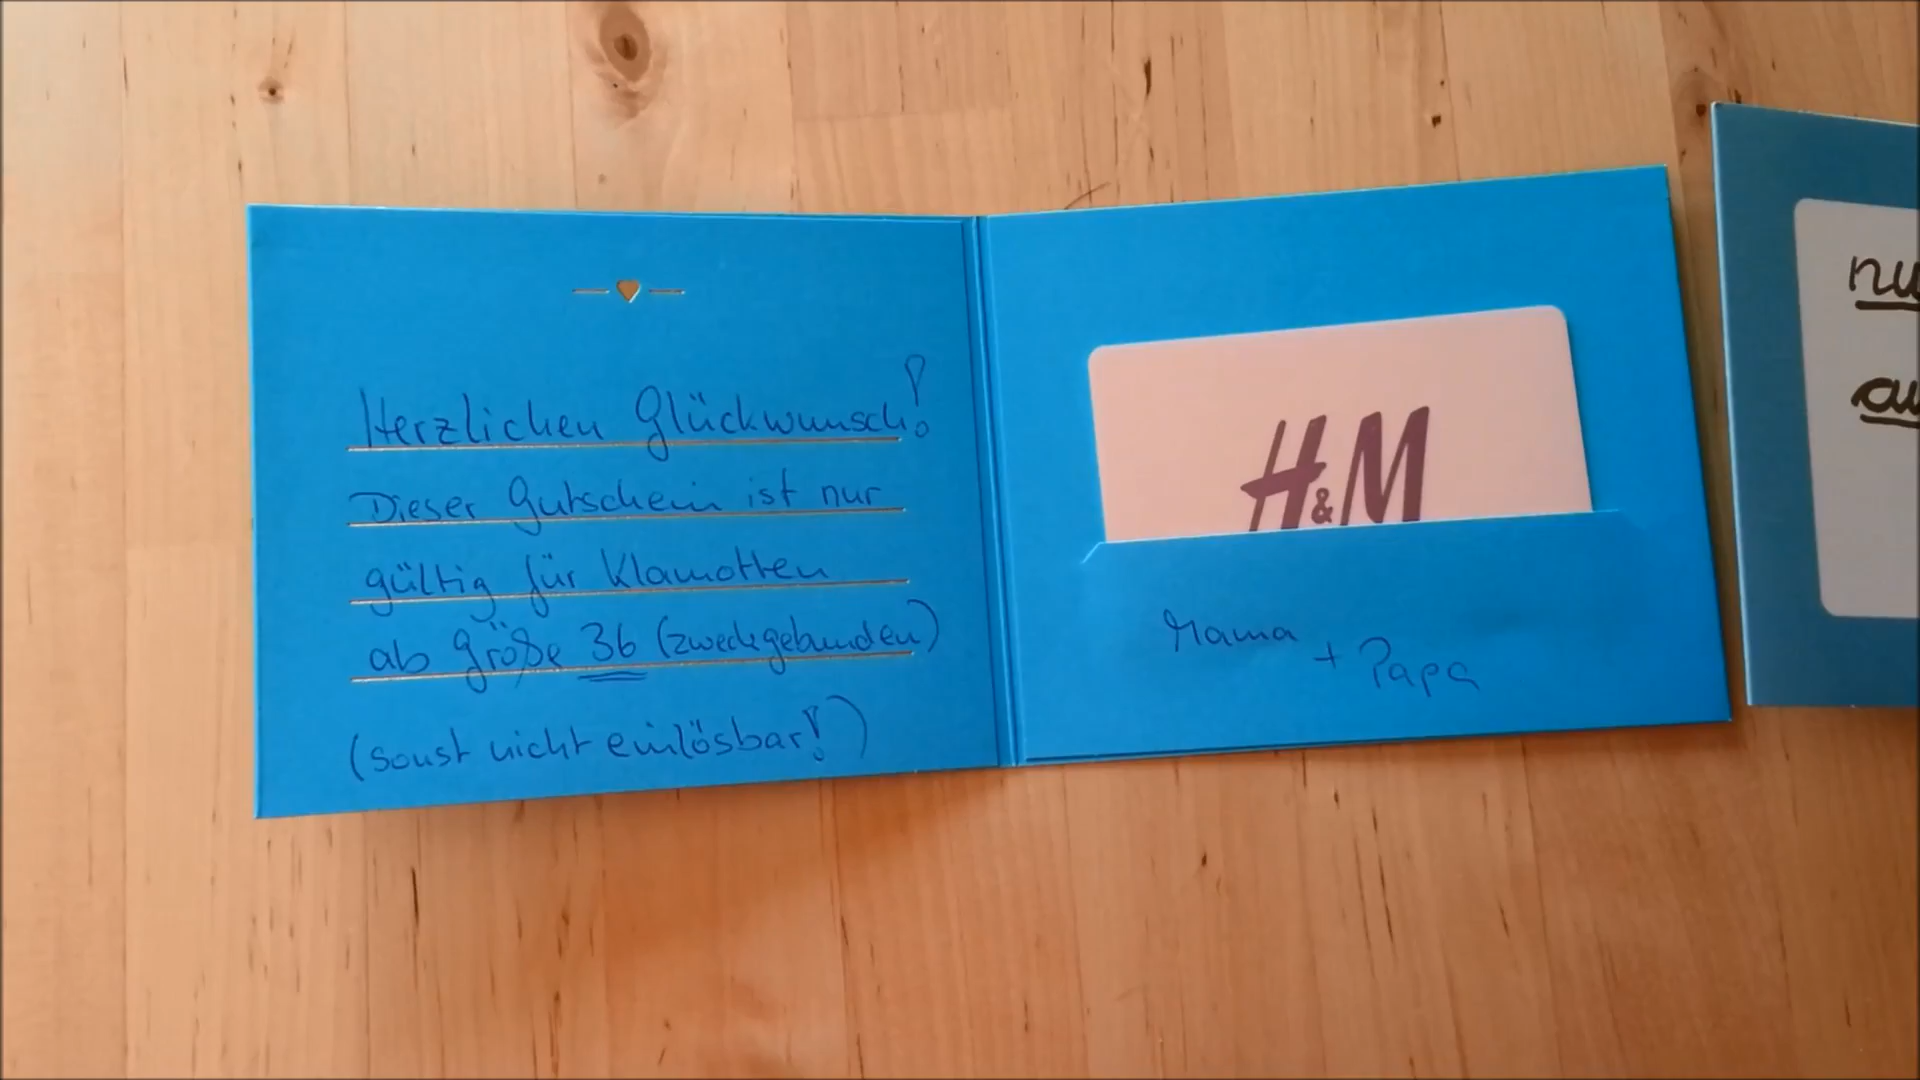 Herzlichen Glückwunsch!
Dieser Gutschein ist nur
gültig für Klamotten
ab Größe 36 (zweckgebunden)
(sonst nicht einlösbar!)
H&M
Mama
+ Papa